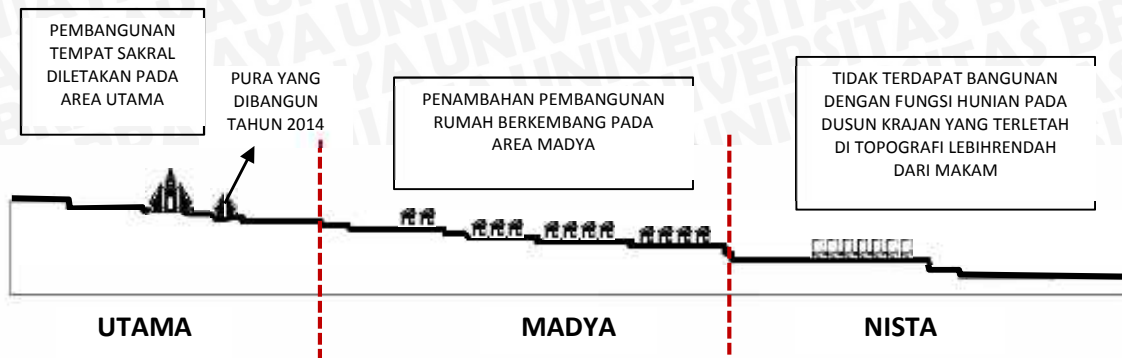 PEMBANGUNAN
TEMPAT SAKRAL
DILETAKAN PADA
AREA UTAMA
PURA YANG
DIBANGUN
TAHUN 2014
PENAMBAHAN PEMBANGUNAN
RUMAH BERKEMBANG PADA
AREA MADYA
TIDAK TERDAPAT BANGUNAN
DENGAN FUNGSI HUNIAN PADA
DUSUN KRAJAN YANG TERLETAH
DI TOPOGRAFI LEBIHRENDAH
DARI MAKAM
UTAMA
MADYA
NISTA